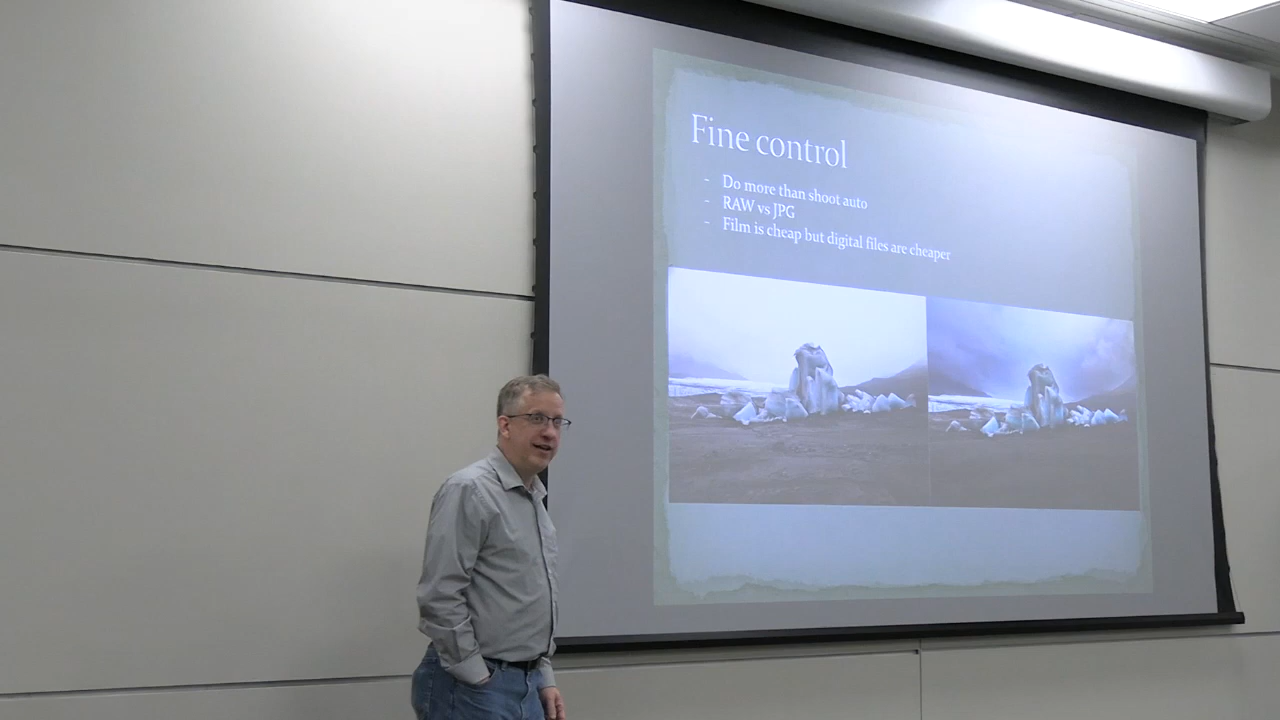 Fine control
- Do more than shoot auto
- RAW vs JPG
- Film is cheap but digital files are cheaper